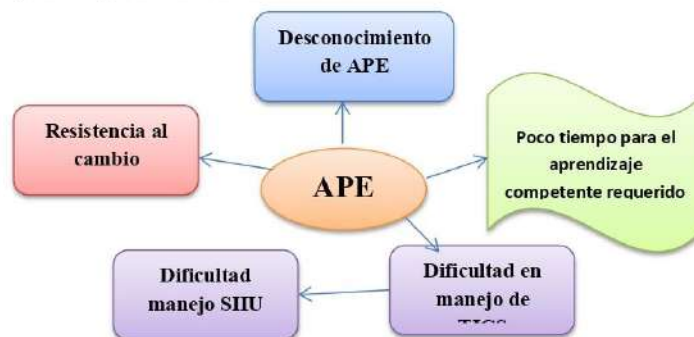 Desconocimiento
de APE
Resistencia al
cambio
Poco tiempo para el
aprendizaje
competente requerido
APE
Dificultad
manejo SIIU
Dificultad en
manejo de